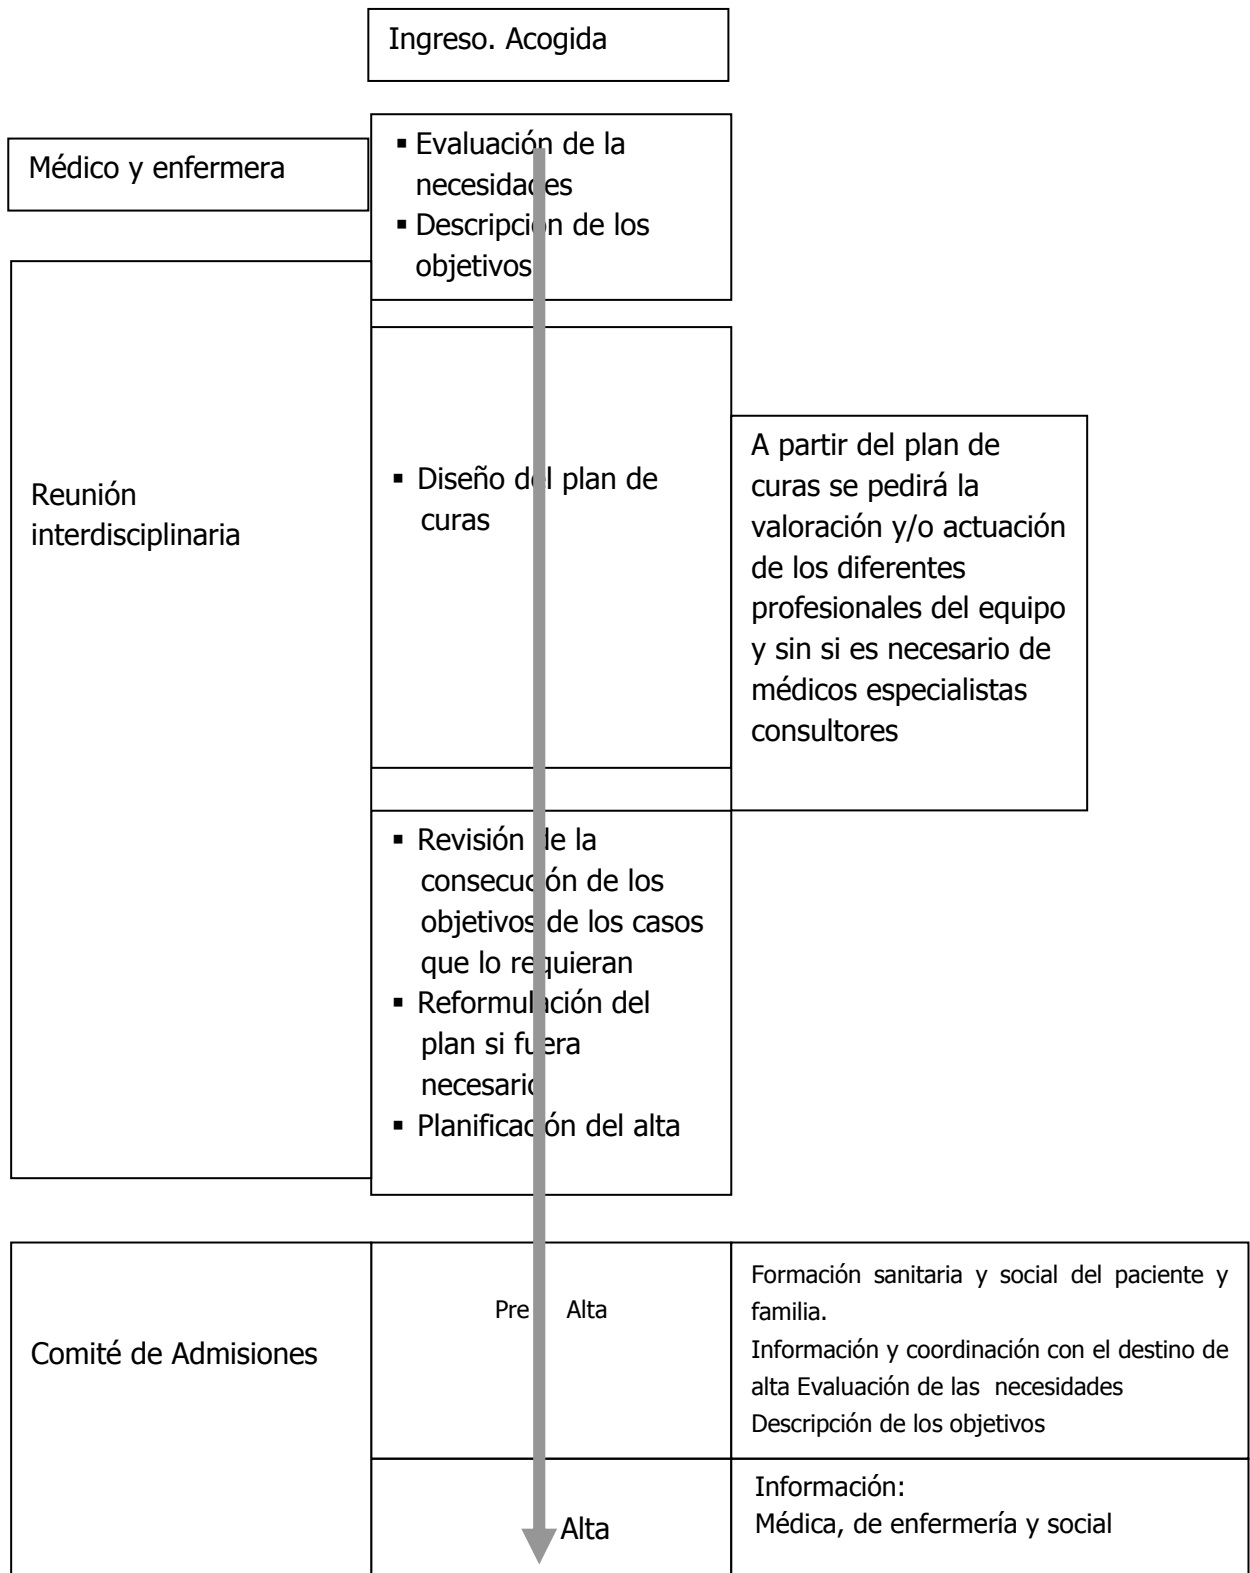 Ingreso. Acogida
Médico y enfermera
▪ Evaluación de la
necesidades
▪ Descripción de los
objetivos
Reunión
interdisciplinaria
▪ Diseño del plan de
curas
A partir del plan de
curas se pedirá la
valoración y/o actuación
de los diferentes
profesionales del equipo
y sin si es necesario de
médicos especialistas
consultores
▪ Revisión de la
consecución de los
objetivos de los casos
que lo requieran
▪ Reformulación del
plan si fuera
necesario
▪ Planificación del alta
Comité de Admisiones
Pre Alta
Formación sanitaria y social del paciente y
familia.
Información y coordinación con el destino de
alta Evaluación de las necesidades
Descripción de los objetivos
Alta
Información:
Médica, de enfermería y social